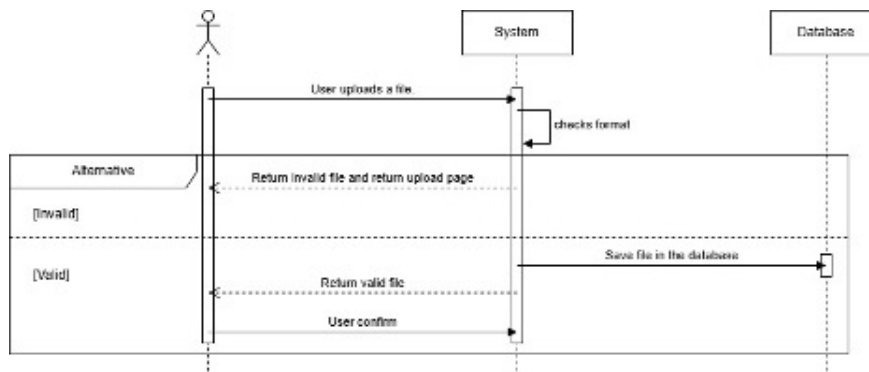 System
Database
User uploads a file.
checks format
Alternative
Return invalid file and return upload page
[Invalid]
Save file in the database
[Valid]
Return valid file
User confirm